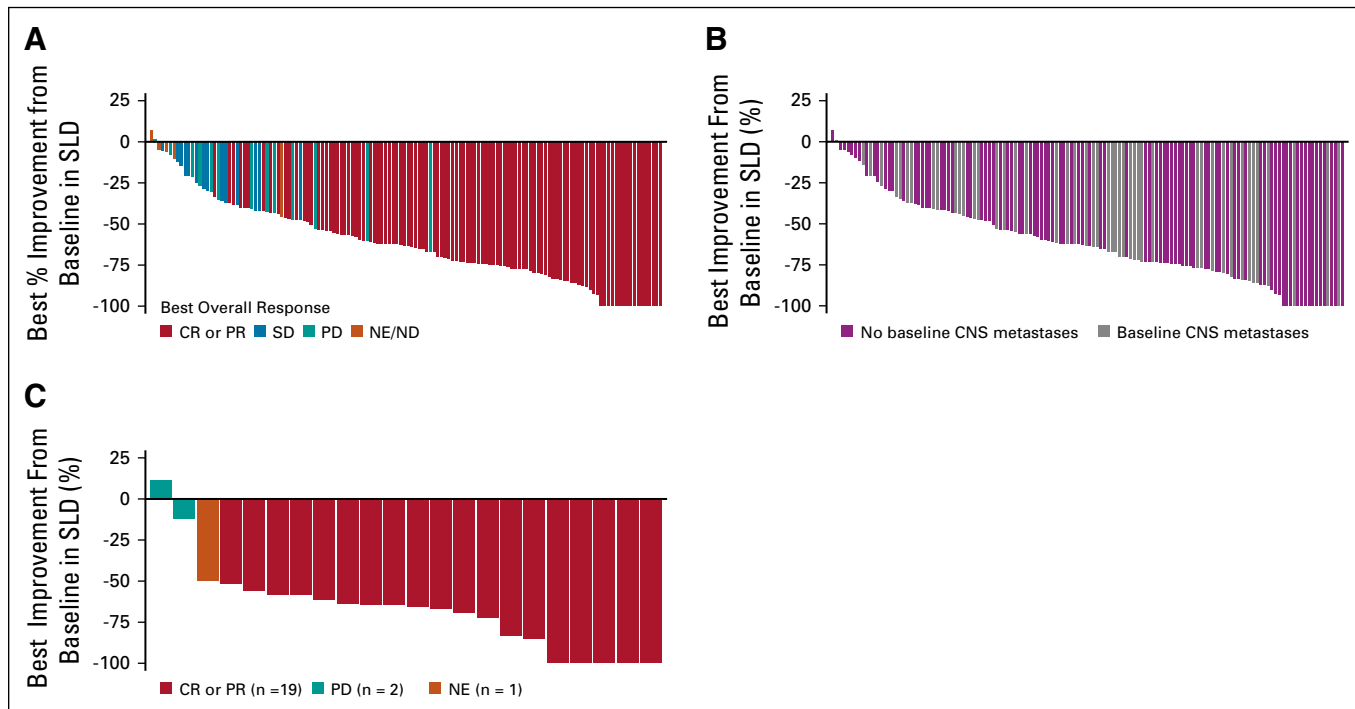 A
Best % Improvement from
Baseline in SLD
25
0
-25
-50
-75
-100
Best Overall Response
CR or PR SD PD NE/ND
B
Best Improvement From
Baseline in SLD (%)
25
0
-25
-50
-75
-100
No baseline CNS metastases Baseline CNS metastases
C
Best Improvement From
Baseline in SLD (%)
25
0
-25
-50
-75
-100
CR or PR (n =19) PD (n = 2) NE (n = 1)